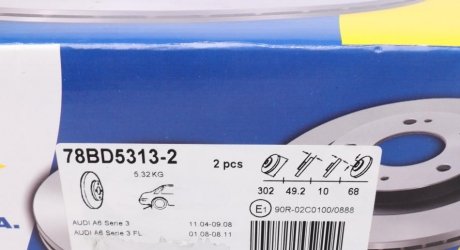 78BD5313-2
2 pcs
5.32KG
302 49.2 10 68
E1 90R-02C0100/0888
AUDI A6 Serie 3 11.04-09.08
AUDI A6 Serie 3 FL 01.08-08.11
A.